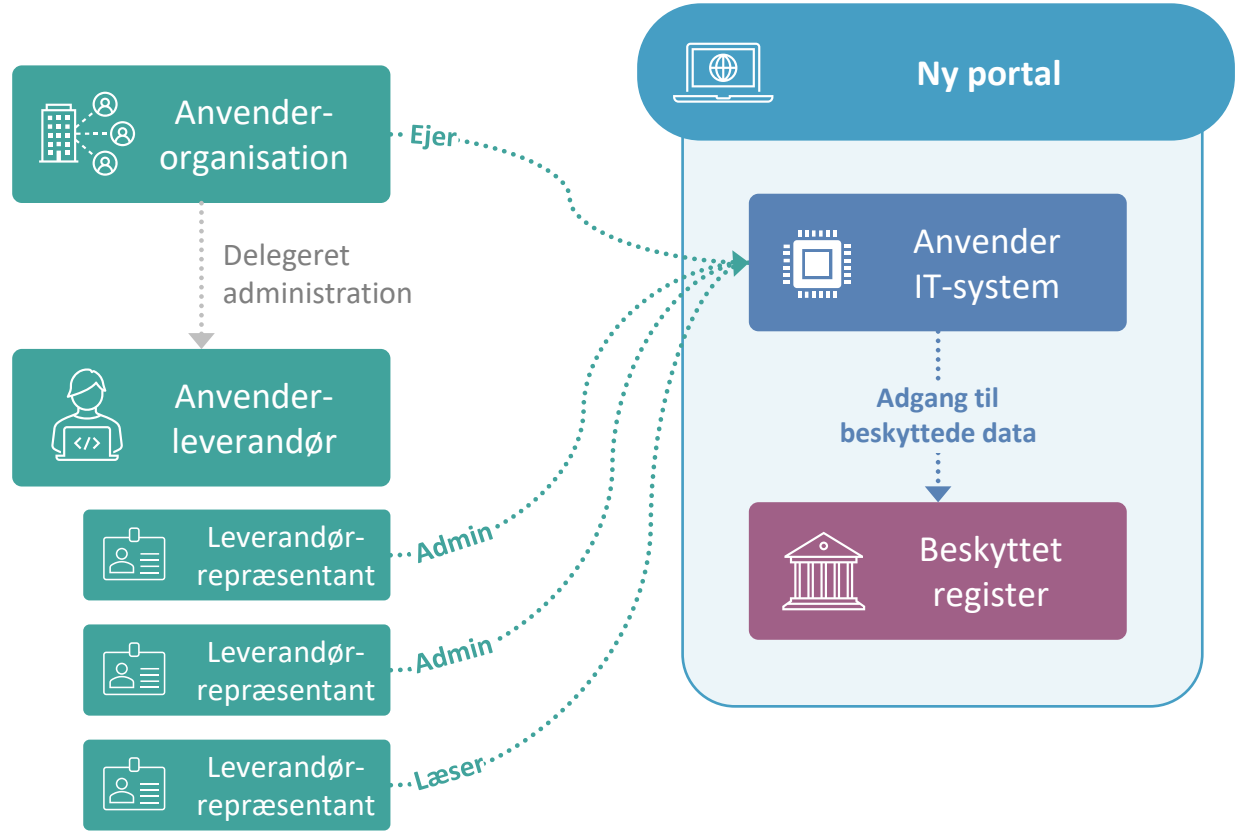 Ny portal
Anvender-
organisation
Ejer
Anvender
IT-system
Delegeret
administration
Anvender-
leverandør
</>
Adgang til
beskyttede data
Leverandør-
repræsentant
Admin
Beskyttet
register
Leverandør-
repræsentant
Admin
Leverandør-
repræsentant
Læser